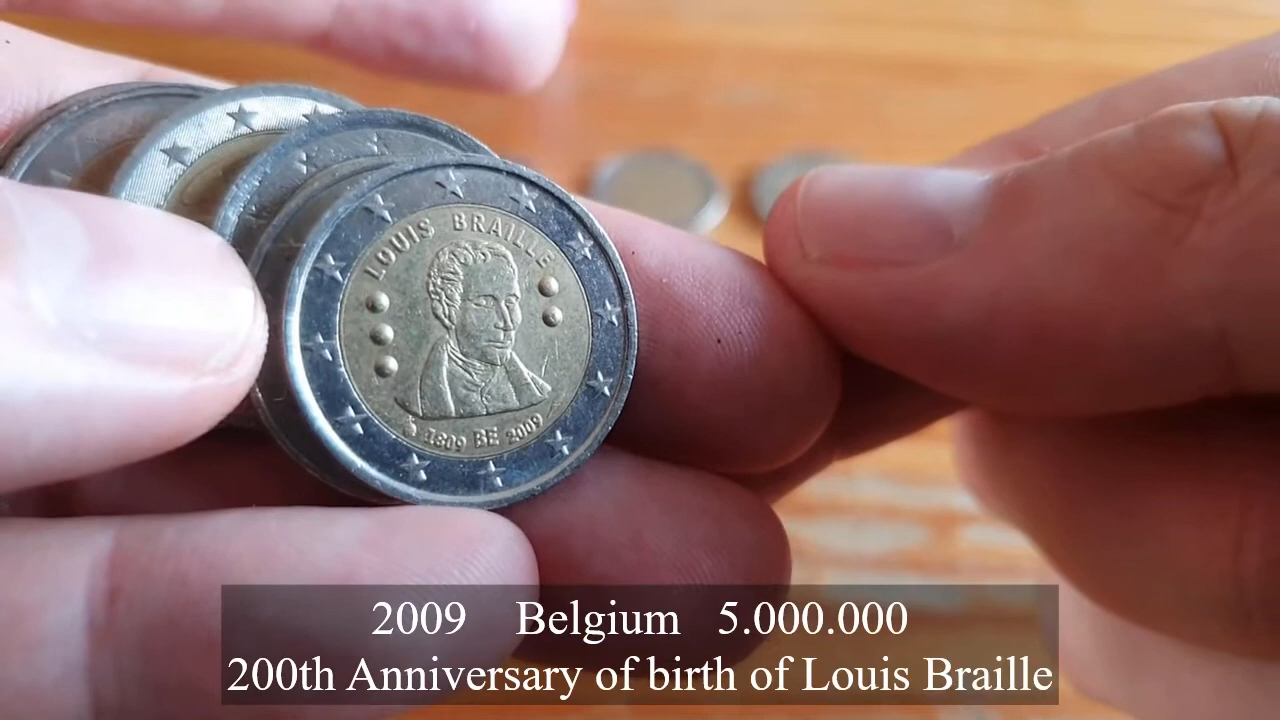 LOUIS BRAILLE
1809 BE 2009
2009 Belgium 5.000.000
200th Anniversary of birth of Louis Braille